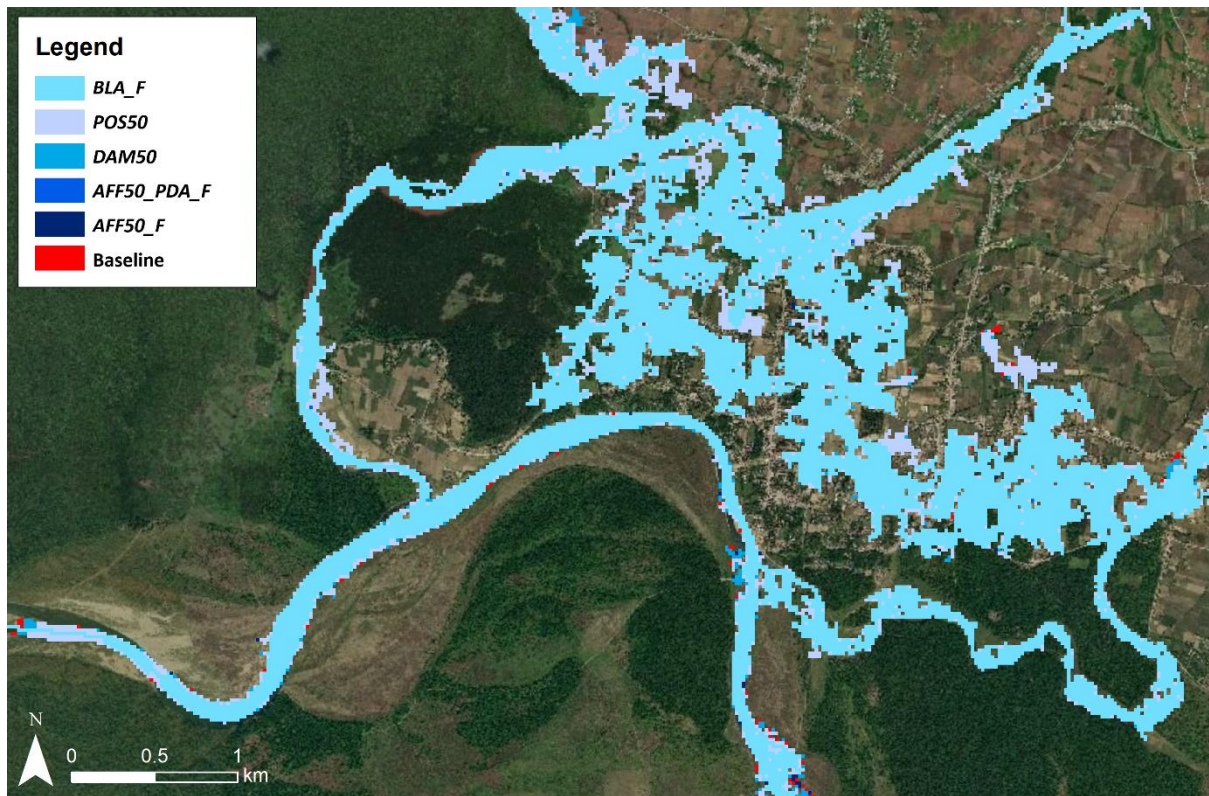 Legend
BLA_F
POS50
DAM50
AFF50_PDA_F
AFF50_F
Baseline
N
0 0.5 1
km